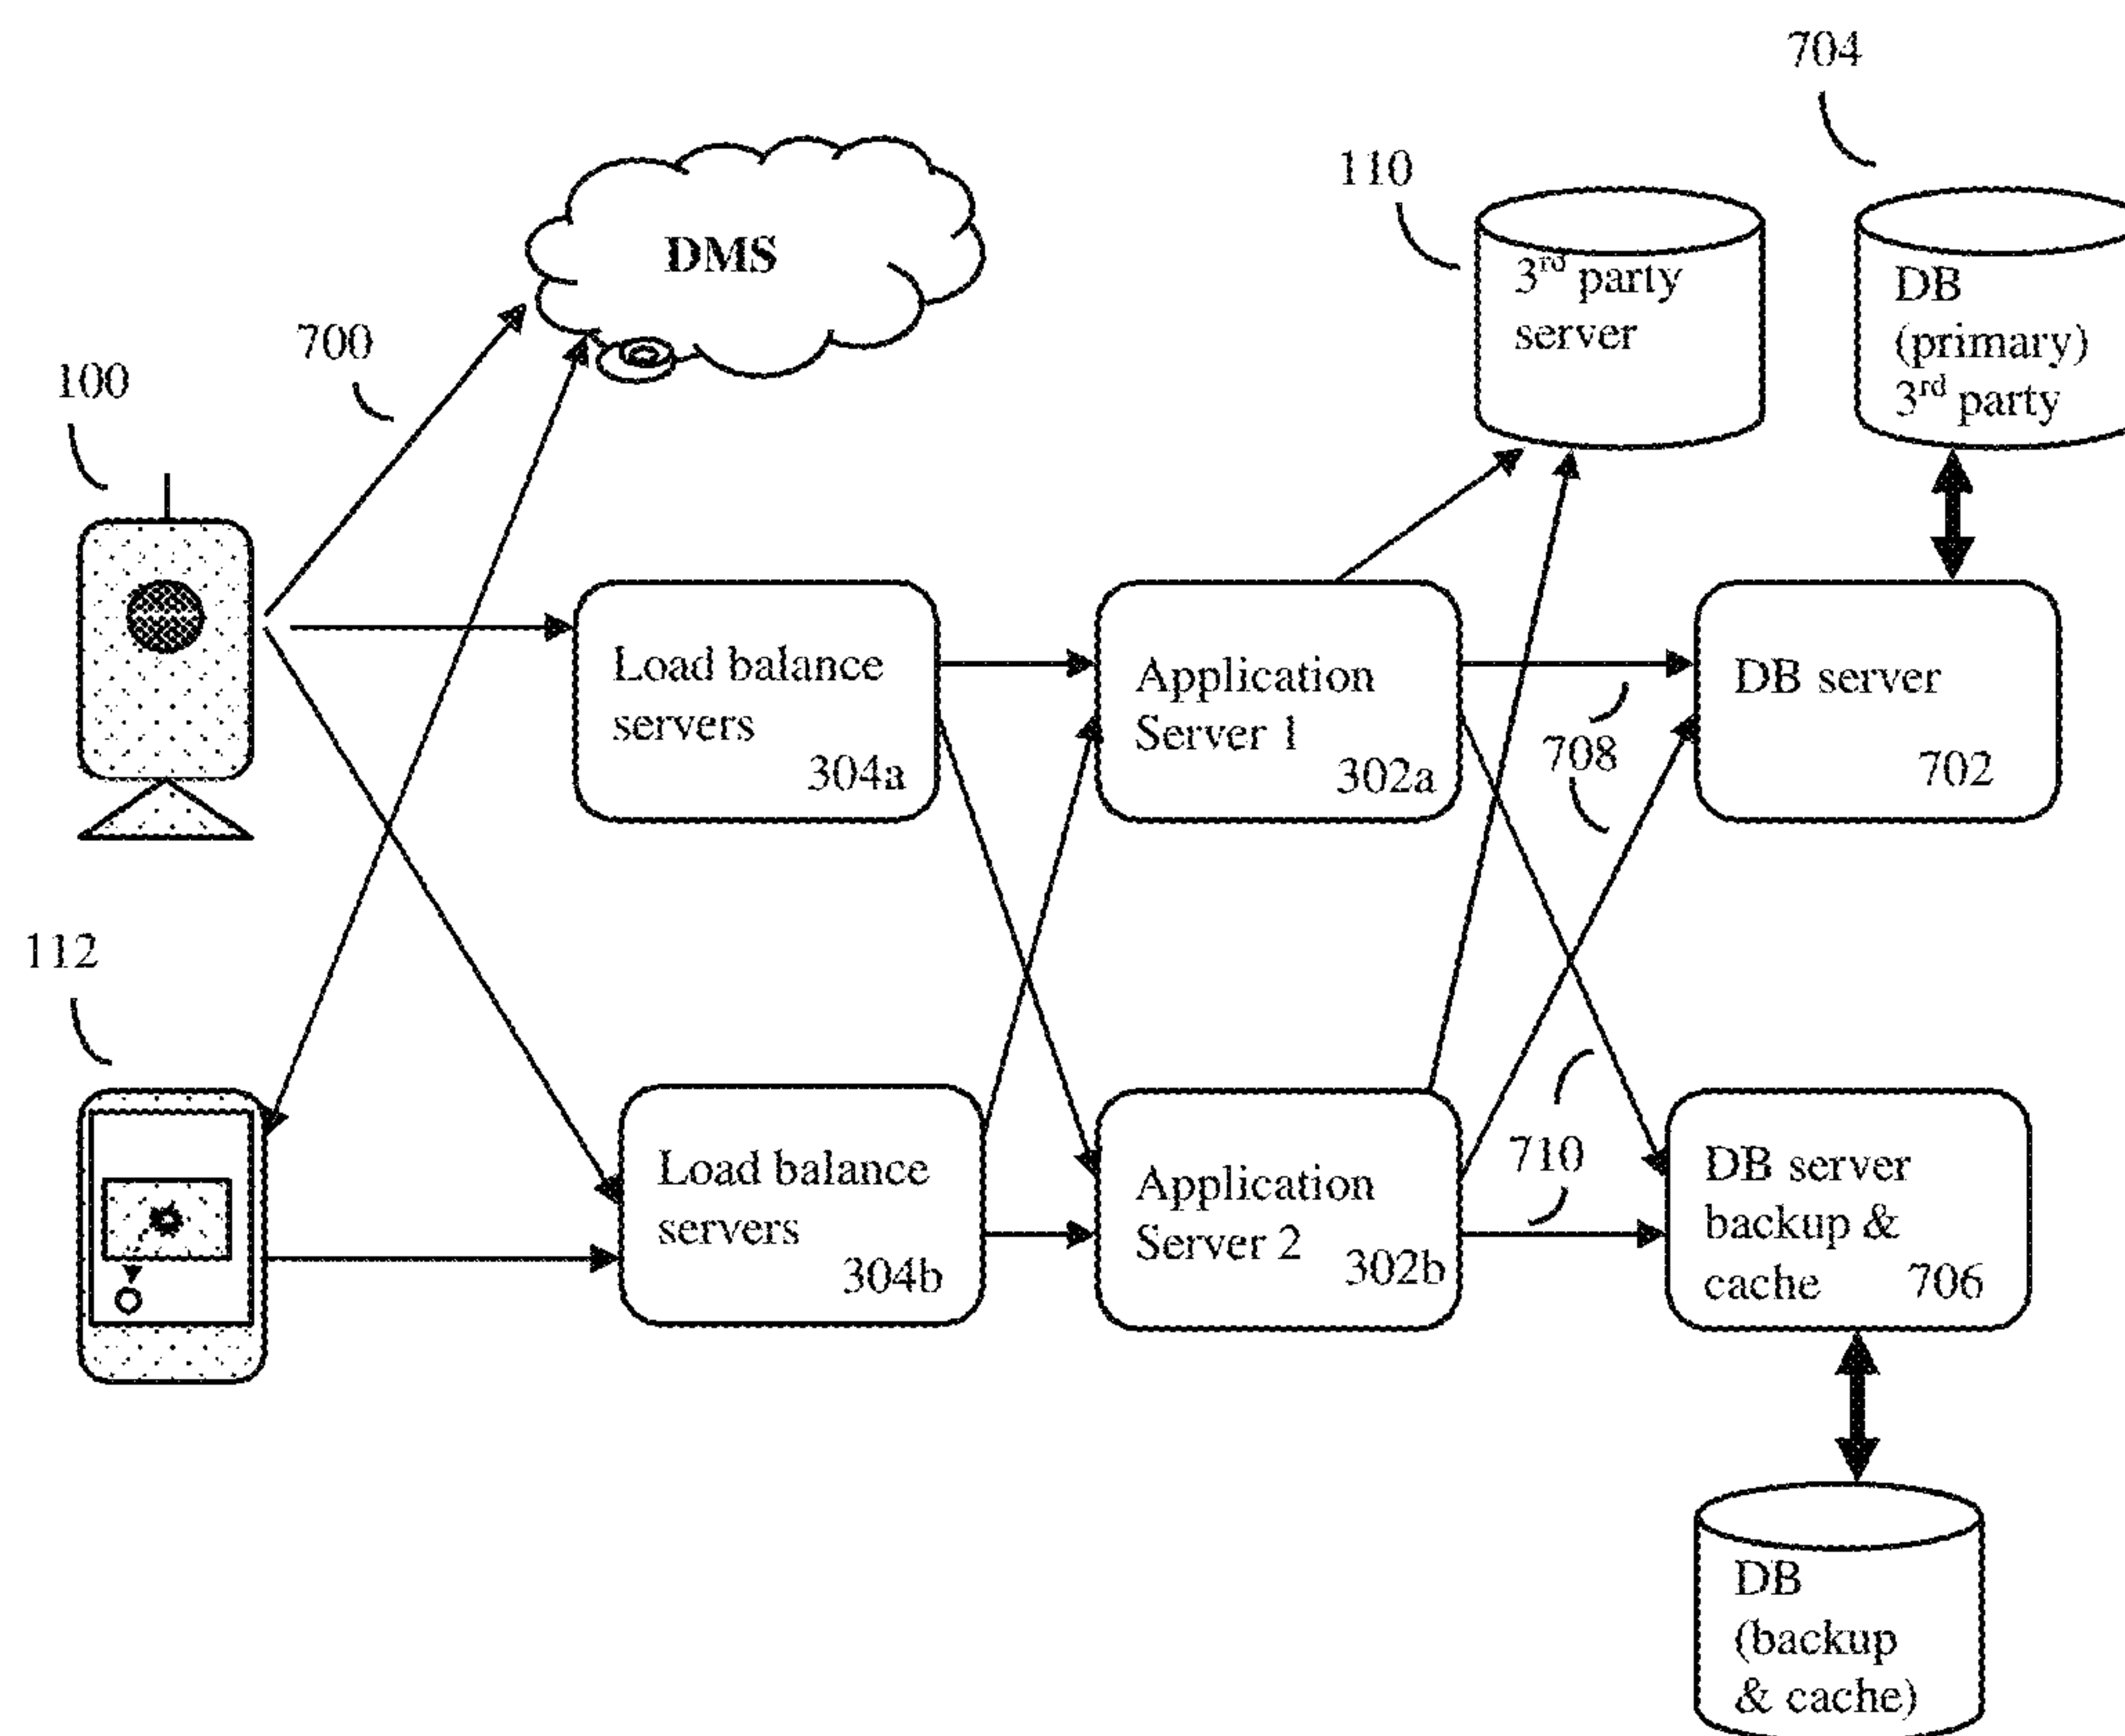 704
110
DMS
3rd party
server
DB
(primary)
3rd party
700
100
Load balance
servers
304a
Application
Server 1
302a
708
DB server
702
112
Load balance
servers
304b
Application
Server 2
302b
710
DB server
backup &
cache
706
DB
(backup
& cache)